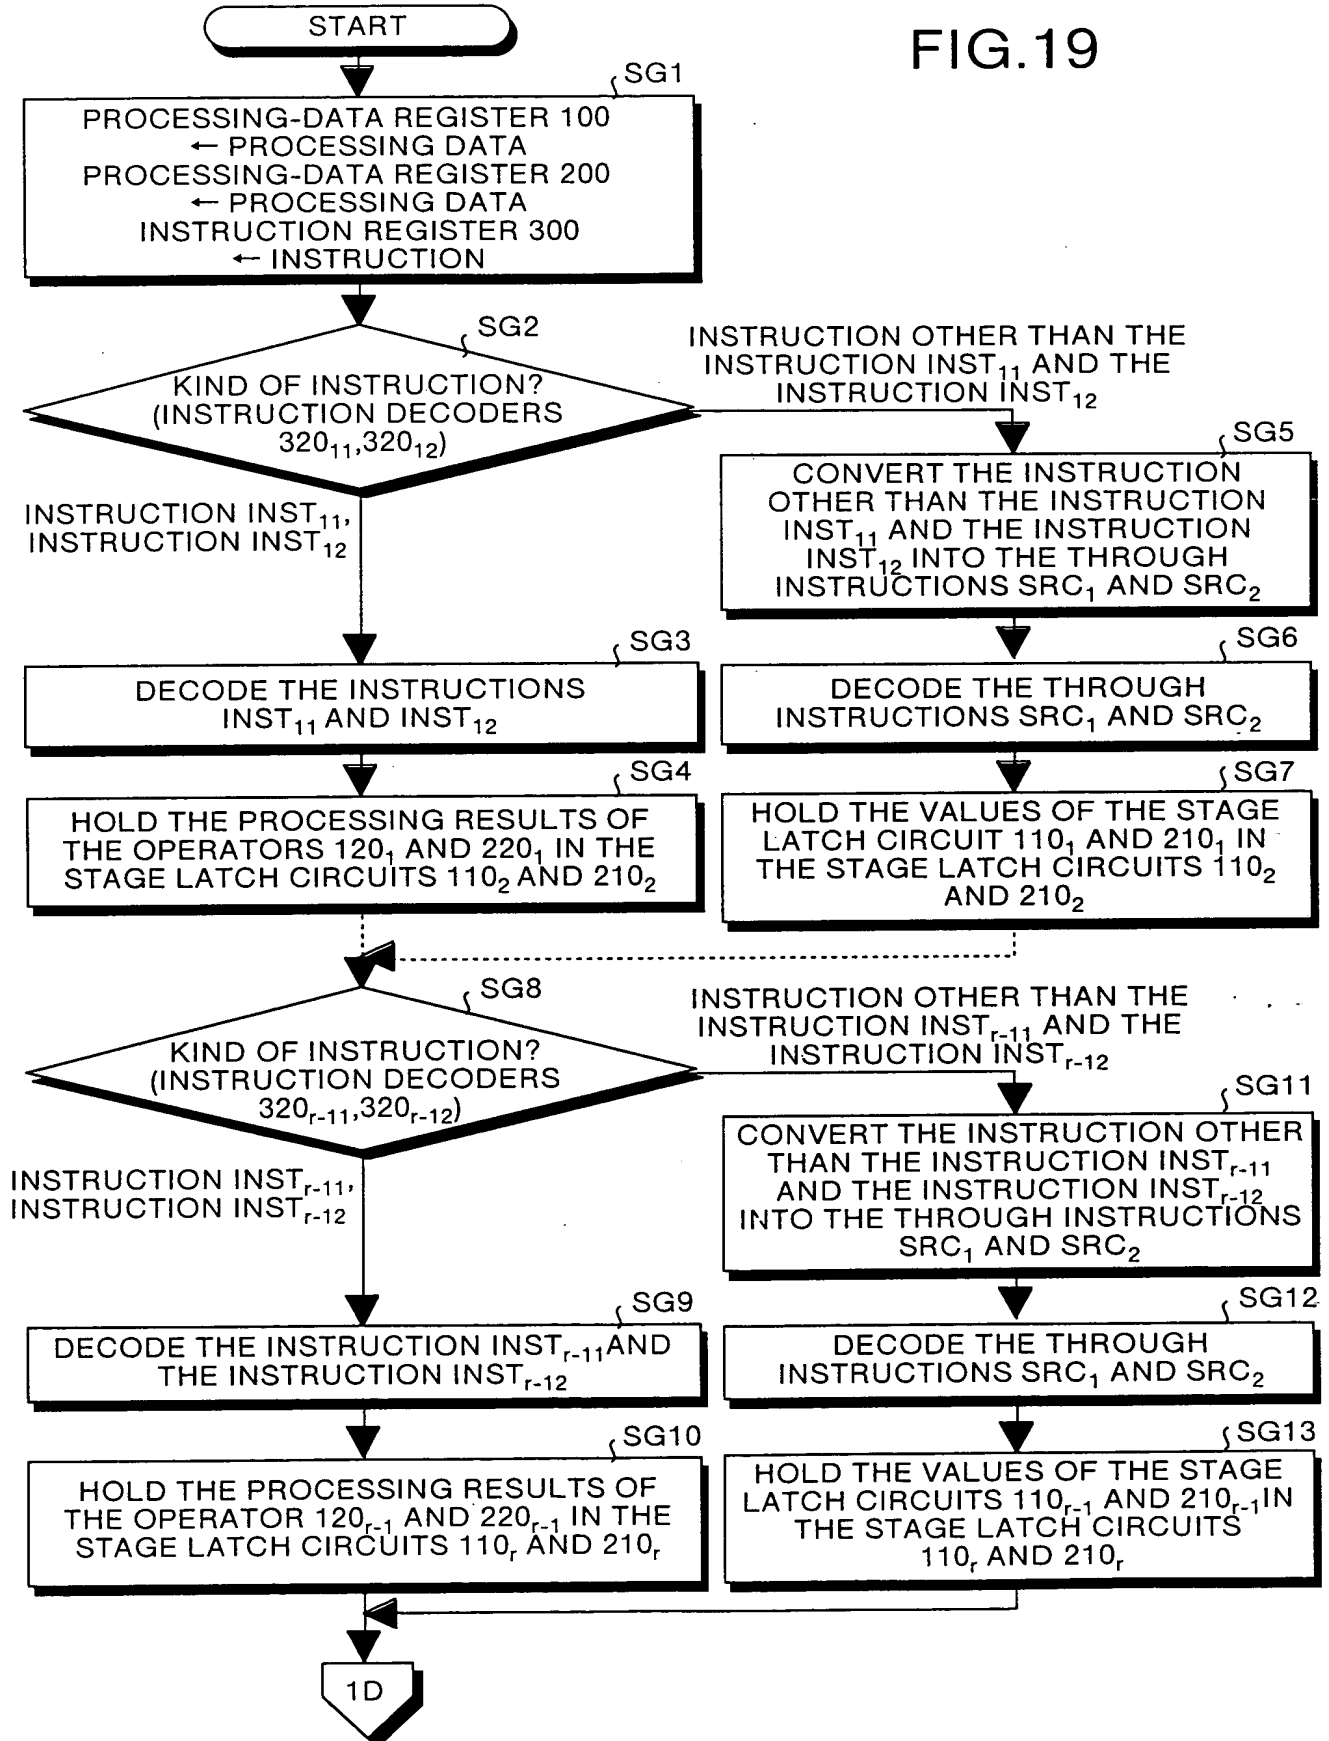 START
FIG.19
SG1
PROCESSING-DATA REGISTER 100
← PROCESSING DATA
PROCESSING-DATA REGISTER 200
← PROCESSING DATA
INSTRUCTION REGISTER 300
← INSTRUCTION
SG2
KIND OF INSTRUCTION?
(INSTRUCTION DECODERS
320₁₁,320₁₂)
INSTRUCTION OTHER THAN THE
INSTRUCTION INST₁₁ AND THE
INSTRUCTION INST₁₂
INSTRUCTION INST₁₁,
INSTRUCTION INST₁₂
SG5
CONVERT THE INSTRUCTION
OTHER THAN THE INSTRUCTION
INST₁₁ AND THE INSTRUCTION
INST₁₂ INTO THE THROUGH
INSTRUCTIONS SRC₁ AND SRC₂
SG3
DECODE THE INSTRUCTIONS
INST₁₁ AND INST₁₂
SG6
DECODE THE THROUGH
INSTRUCTIONS SRC₁ AND SRC₂
SG4
HOLD THE PROCESSING RESULTS OF
THE OPERATORS 120₁ AND 220₁ IN THE
STAGE LATCH CIRCUITS 110₂ AND 210₂
SG7
HOLD THE VALUES OF THE STAGE
LATCH CIRCUIT 110₁ AND 210₁ IN
THE STAGE LATCH CIRCUITS 110₂
AND 210₂
SG8
KIND OF INSTRUCTION?
(INSTRUCTION DECODERS
320ᵣ₋₁₁,320ᵣ₋₁₂)
INSTRUCTION OTHER THAN THE
INSTRUCTION INSTᵣ₋₁₁ AND THE
INSTRUCTION INSTᵣ₋₁₂
INSTRUCTION INSTᵣ₋₁₁,
INSTRUCTION INSTᵣ₋₁₂
SG11
CONVERT THE INSTRUCTION OTHER
THAN THE INSTRUCTION INSTᵣ₋₁₁
AND THE INSTRUCTION INSTᵣ₋₁₂
INTO THE THROUGH INSTRUCTIONS
SRC₁ AND SRC₂
SG9
DECODE THE INSTRUCTION INSTᵣ₋₁₁ AND
THE INSTRUCTION INSTᵣ₋₁₂
SG12
DECODE THE THROUGH
INSTRUCTIONS SRC₁ AND SRC₂
SG10
HOLD THE PROCESSING RESULTS OF
THE OPERATOR 120ᵣ₋₁ AND 220ᵣ₋₁ IN THE
STAGE LATCH CIRCUITS 110ᵣ AND 210ᵣ
SG13
HOLD THE VALUES OF THE STAGE
LATCH CIRCUITS 110ᵣ₋₁ AND 210ᵣ₋₁ IN
THE STAGE LATCH CIRCUITS
110ᵣ AND 210ᵣ
1D